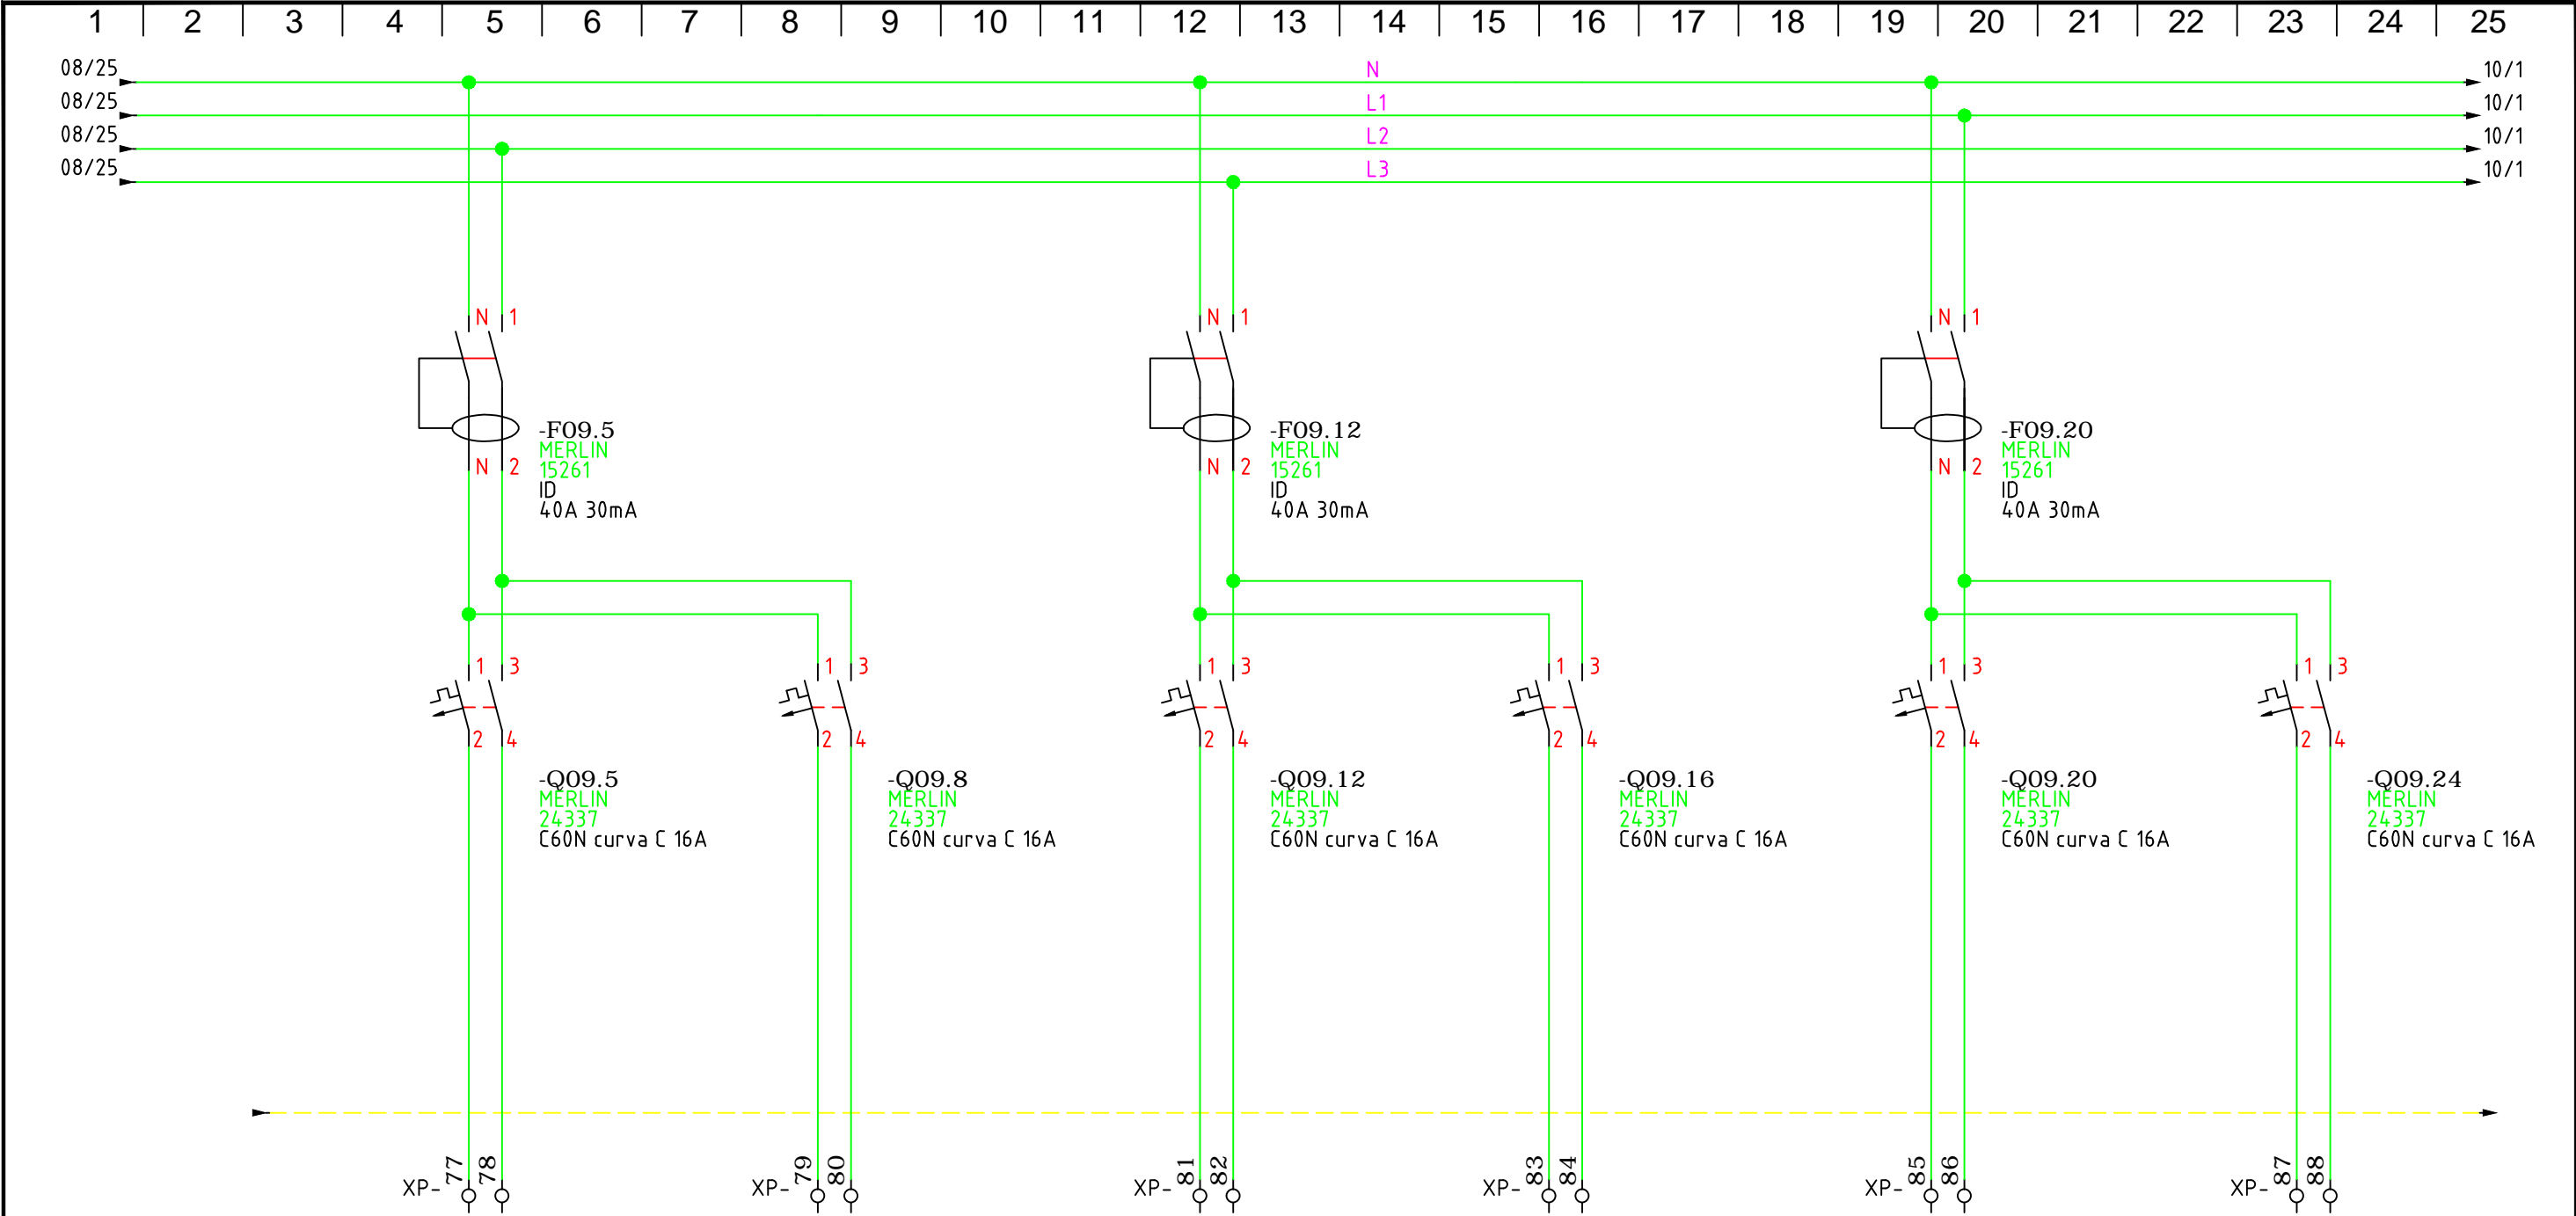 1 2 3 4 5 6 7 8 9 10 11 12 13 14 15 16 17 18 19 20 21 22 23 24 25
08/25 N 10/1
08/25 L1 10/1
08/25 L2 10/1
08/25 L3 10/1
N 1 N 1 N 1
-F09.5 -F09.12 -F09.20
MERLIN MERLIN MERLIN
N 2 15261 N 2 15261 N 2 15261
ID ID ID
40A 30mA 40A 30mA 40A 30mA
1 3 1 3 1 3 1 3 1 3 1 3
2 4 2 4 2 4 2 4 2 4 2 4
-Q09.5 -Q09.8 -Q09.12 -Q09.16 -Q09.20 -Q09.24
MERLIN MERLIN MERLIN MERLIN MERLIN MERLIN
24337 24337 24337 24337 24337 24337
C60N curva C 16A C60N curva C 16A C60N curva C 16A C60N curva C 16A C60N curva C 16A C60N curva C 16A
XP- 77 78 XP- 79 80 XP- 81 82 XP- 83 84 XP- 85 86 XP- 87 88